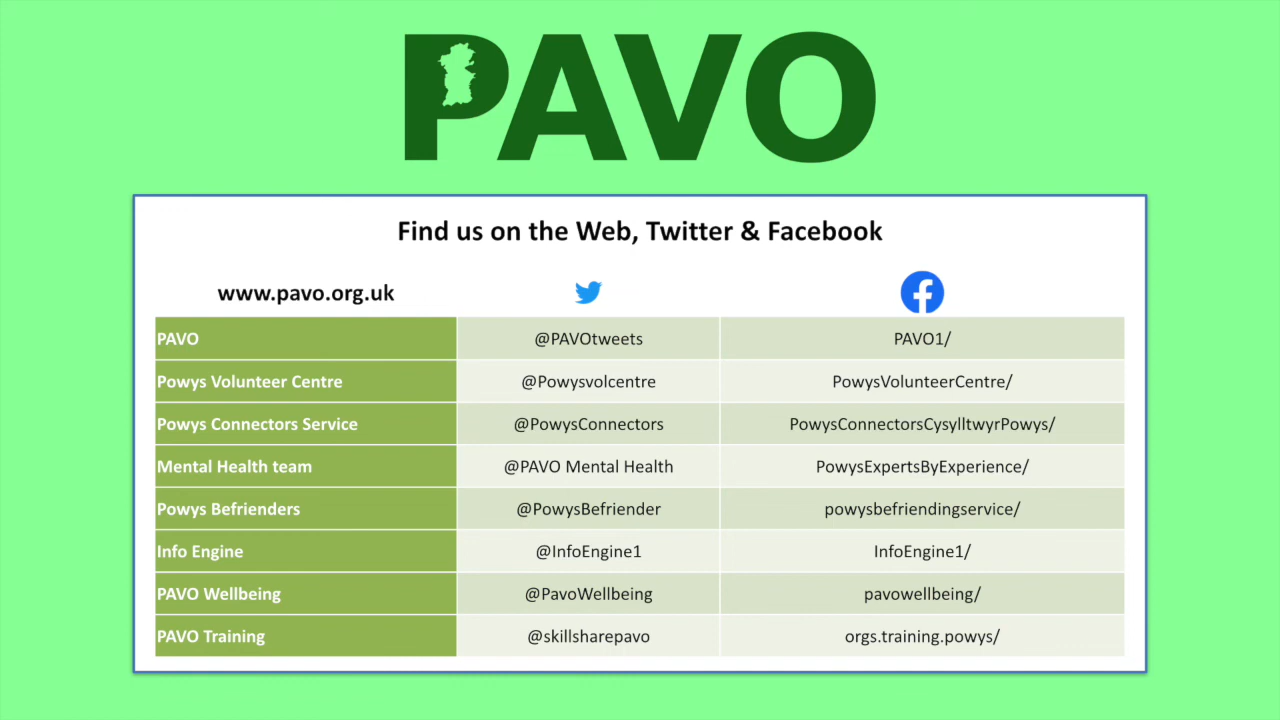 PAVO
Find us on the Web, Twitter & Facebook
www.pavo.org.uk
PAVO @PAVOtweets PAVO1/
Powys Volunteer Centre @Powysvolcentre PowysVolunteerCentre/
Powys Connectors Service @PowysConnectors PowysConnectorsCysylltwyrPowys/
Mental Health team @PAVO Mental Health PowysExpertsByExperience/
Powys Befrienders @PowysBefriender powysbefriendingservice/
Info Engine @InfoEngine1 InfoEngine1/
PAVO Wellbeing @PavoWellbeing pavowellbeing/
PAVO Training @skillsharepavo orgs.training.powys/